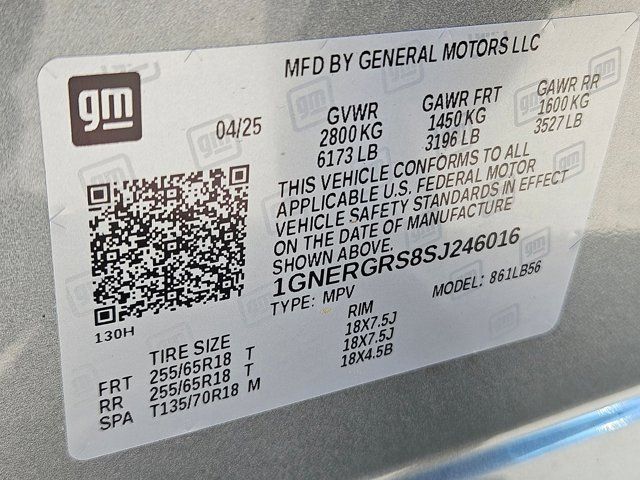 gm
MFD BY GENERAL MOTORS LLC
04/25
GVWR GAWR FRT GAWR RR
2800 KG 1450 KG 1600 KG
6173 LB 3196 LB 3527 LB
THIS VEHICLE CONFORMS TO ALL
APPLICABLE U.S. FEDERAL MOTOR
VEHICLE SAFETY STANDARDS IN EFFECT
ON THE DATE OF MANUFACTURE
SHOWN ABOVE.
1GNERGRS8SJ246016
TYPE: MPV MODEL: 861LB56
130H
TIRE SIZE RIM
FRT 255/65R18 T 18X7.5J
RR 255/65R18 T 18X7.5J
SPA T135/70R18 M 18X4.5B